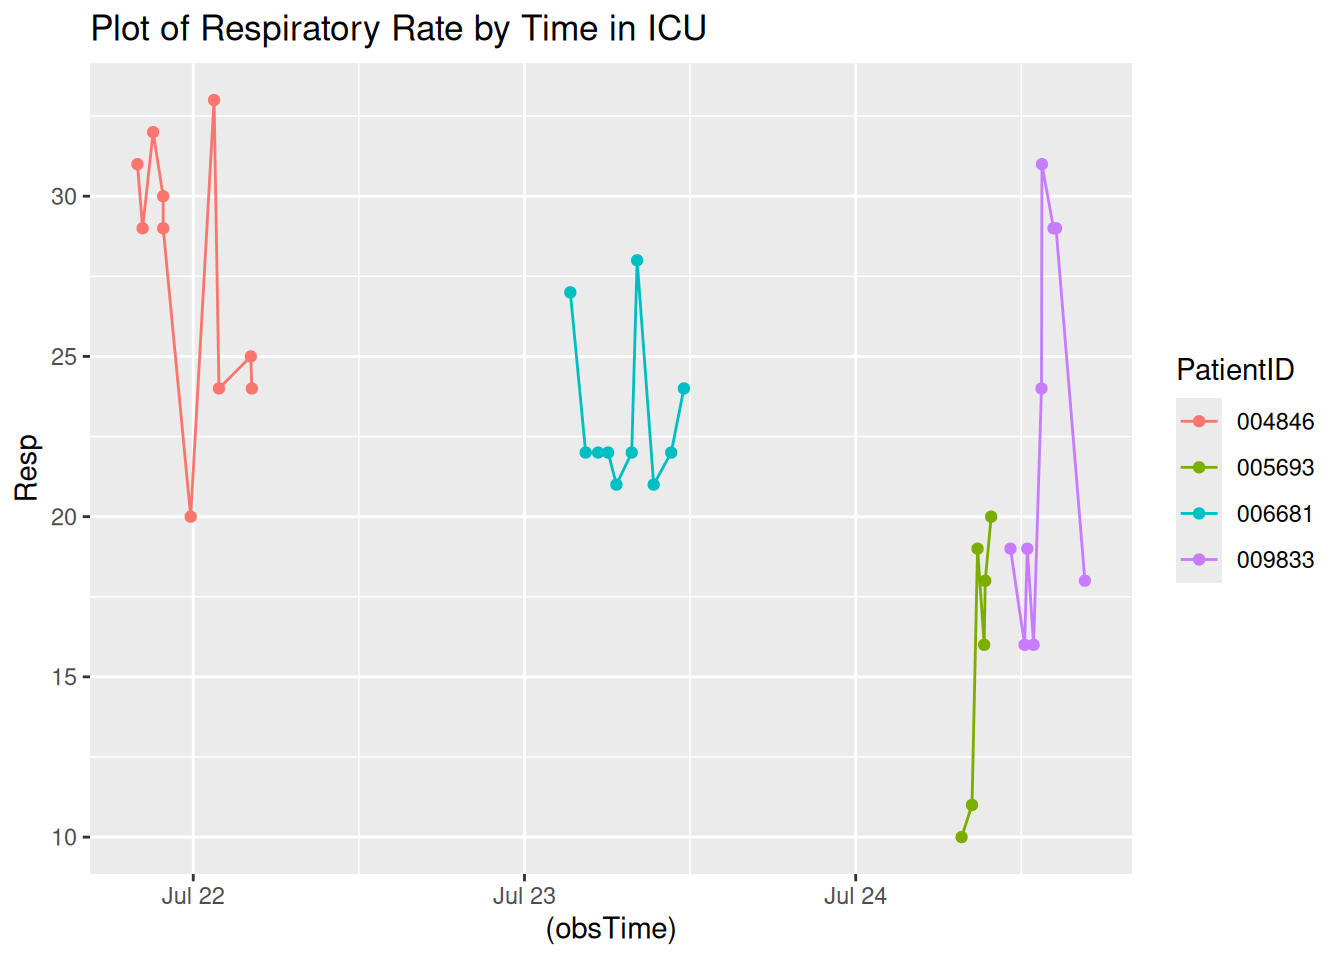 Plot of Respiratory Rate by Time in ICU
Resp
30
25
20
15
10
Jul 22
Jul 23
Jul 24
(obsTime)
PatientID
004846
005693
006681
009833